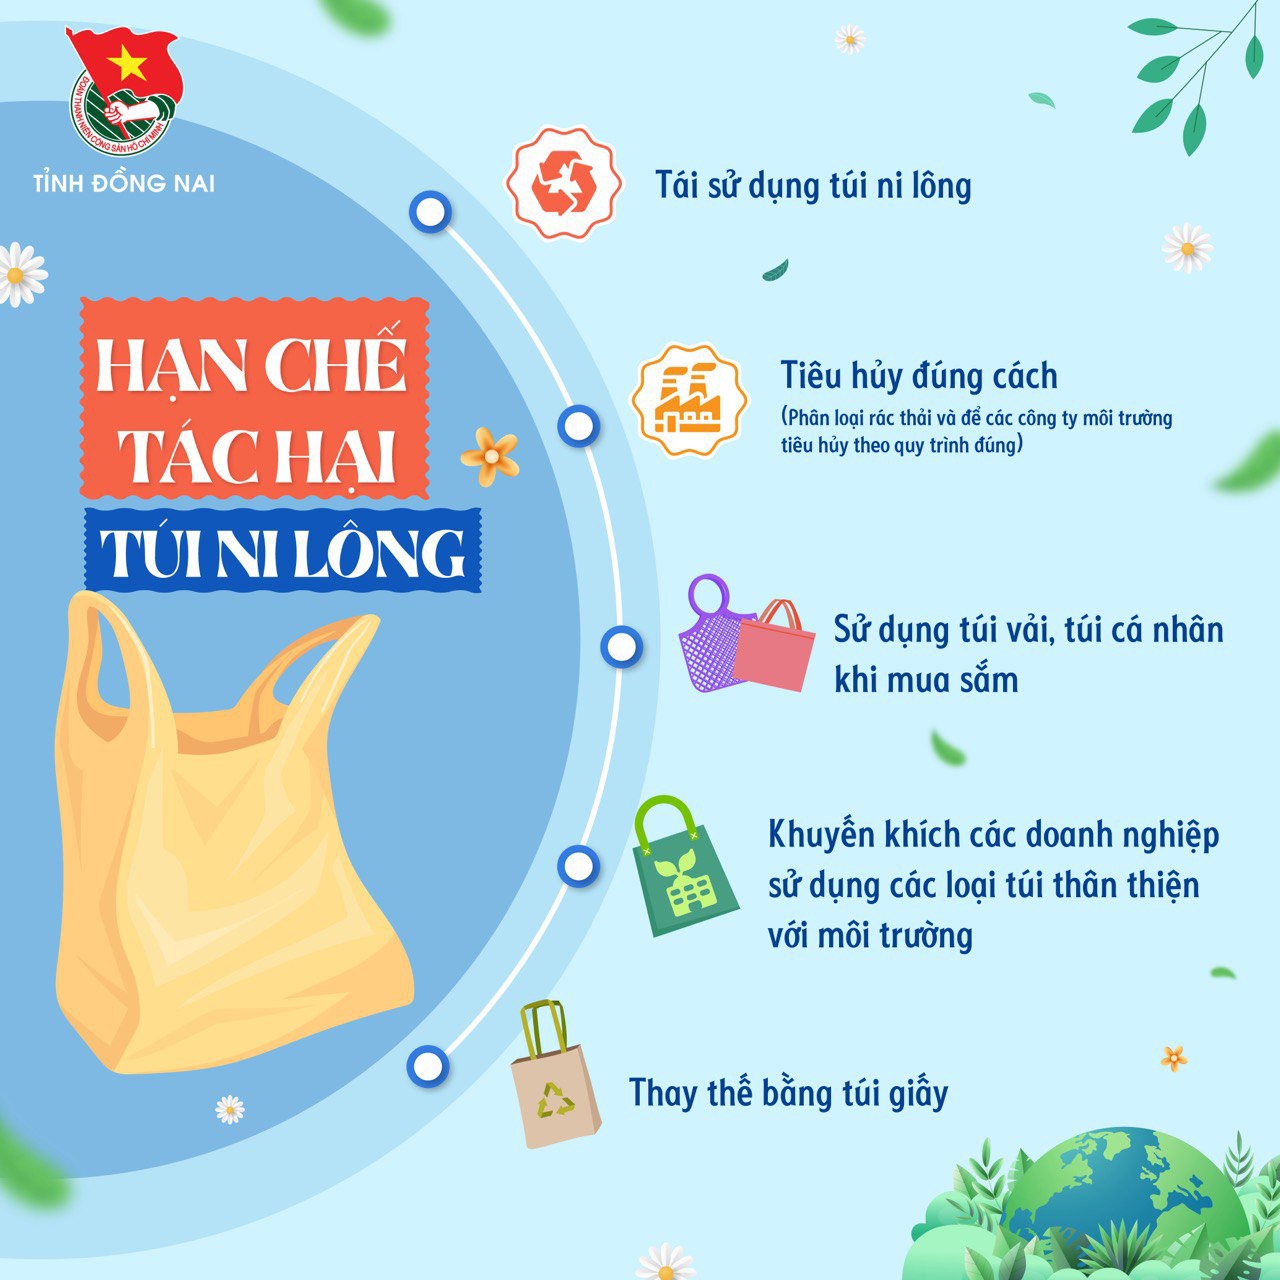 ĐOÀN THANH NIÊN CỘNG SẢN HỒ CHÍ MINH
TỈNH ĐỒNG NAI
HẠN CHẾ
TÁC HẠI
TÚI NI LÔNG
Tái sử dụng túi ni lông
Tiêu hủy đúng cách
(Phân loại rác thải và để các công ty môi trường
tiêu hủy theo quy trình đúng)
Sử dụng túi vải, túi cá nhân
khi mua sắm
Khuyến khích các doanh nghiệp
sử dụng các loại túi thân thiện
với môi trường
Thay thế bằng túi giấy